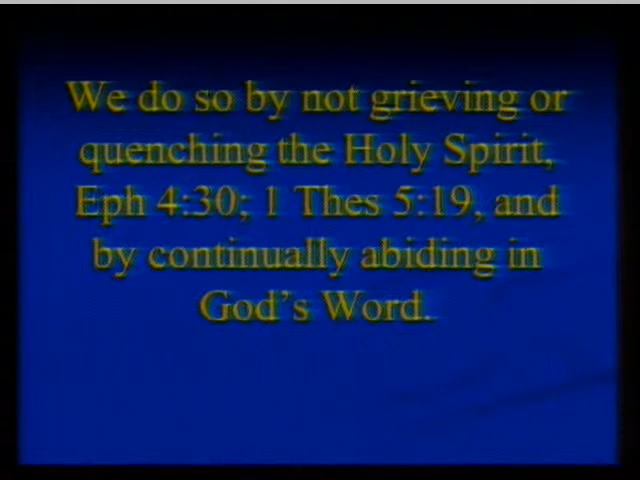 We do so by not grieving or
quenching the Holy Spirit,
Eph 4:30; 1 Thes 5:19, and
by continually abiding in
God's Word.